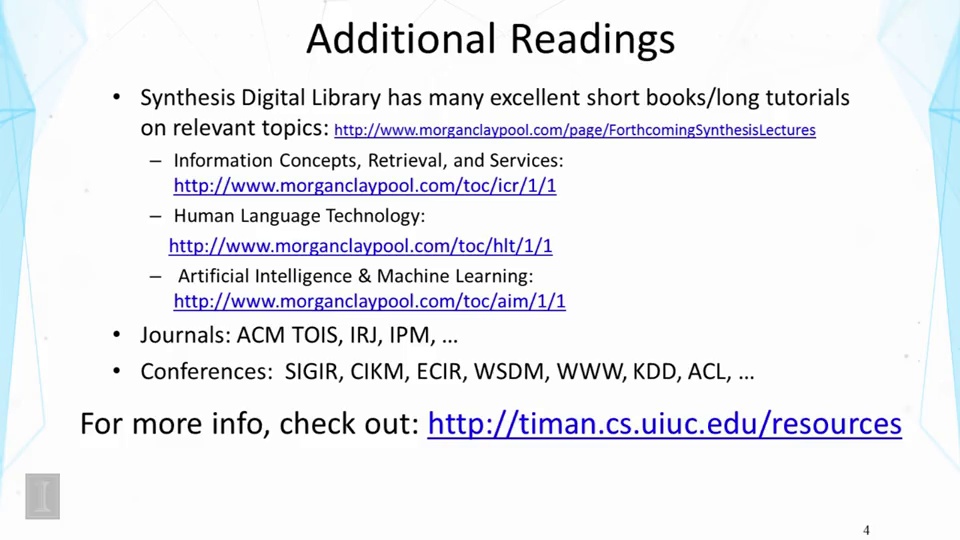 Additional Readings
• Synthesis Digital Library has many excellent short books/long tutorials
on relevant topics: http://www.morganclaypool.com/page/ForthcomingSynthesisLectures
– Information Concepts, Retrieval, and Services:
http://www.morganclaypool.com/toc/icr/1/1
– Human Language Technology:
http://www.morganclaypool.com/toc/hlt/1/1
– Artificial Intelligence & Machine Learning:
http://www.morganclaypool.com/toc/aim/1/1
• Journals: ACM TOIS, IRJ, IPM, …
• Conferences: SIGIR, CIKM, ECIR, WSDM, WWW, KDD, ACL, …
For more info, check out: http://timan.cs.uiuc.edu/resources
I
4